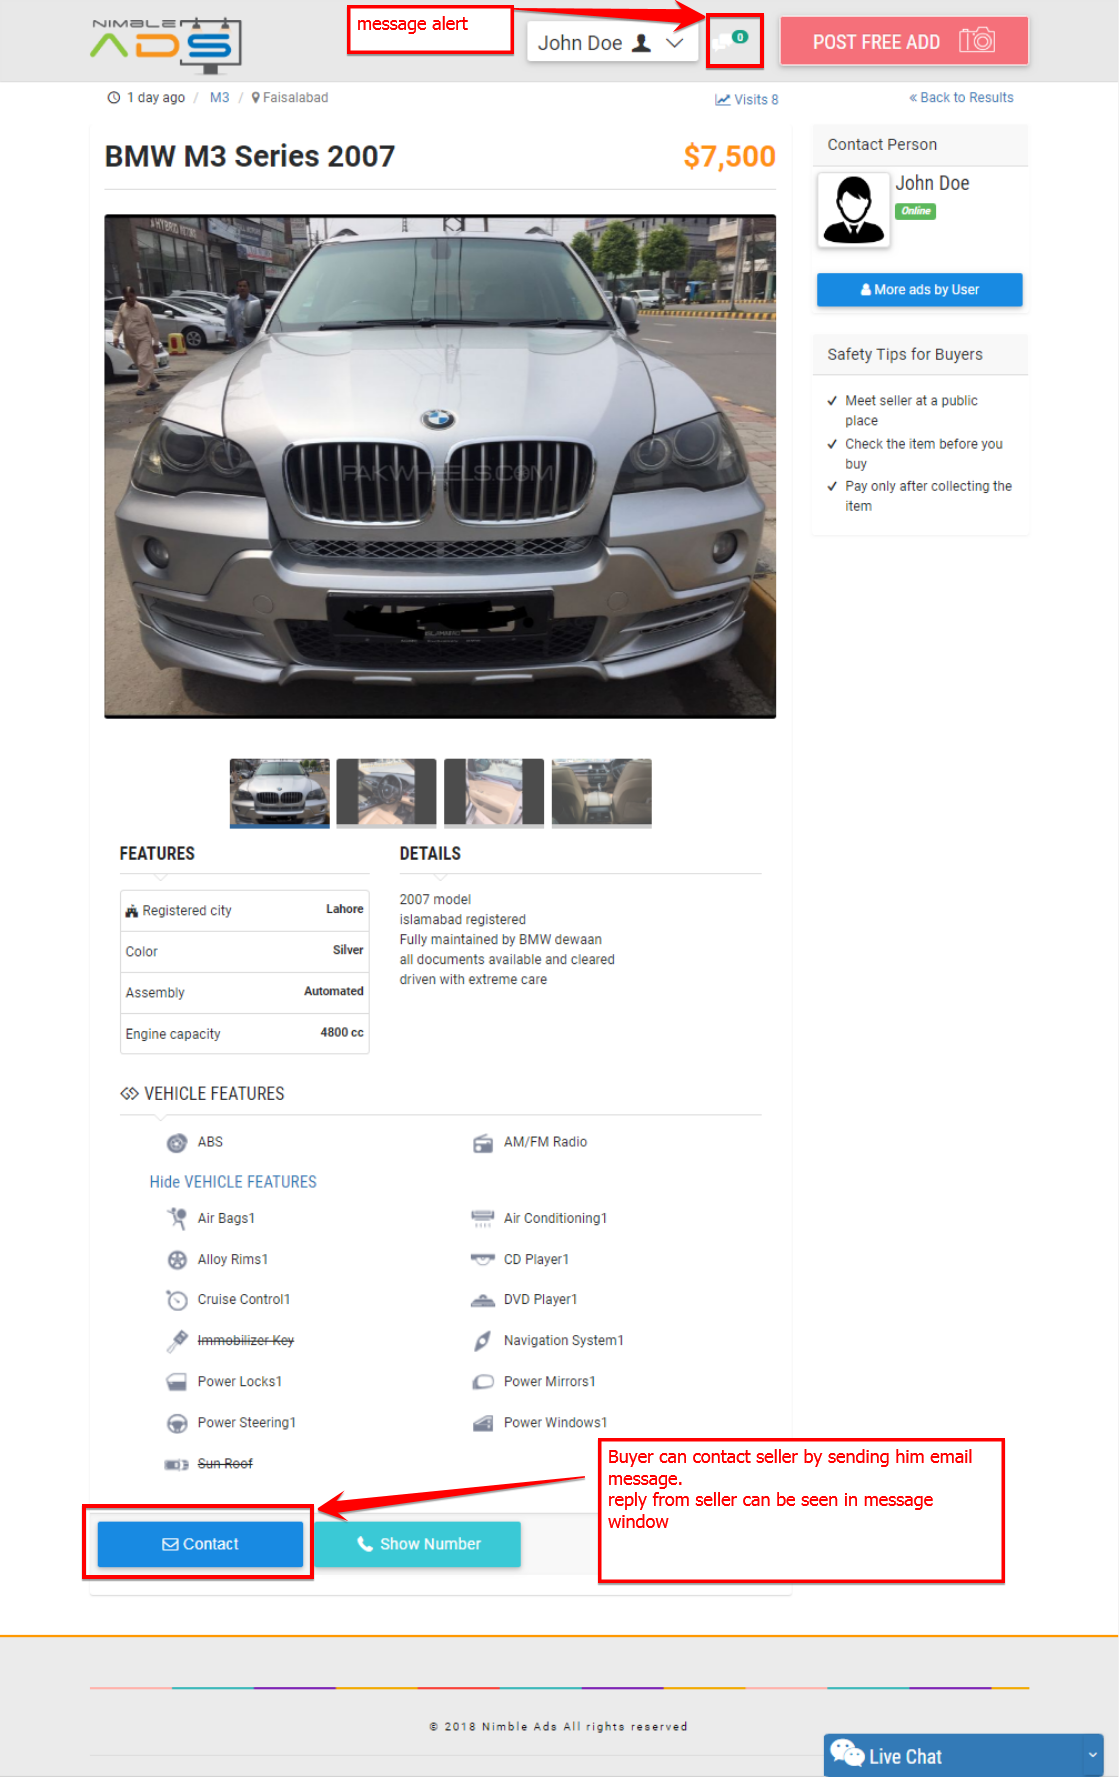 message alert
NIMBLE
ADS
John Doe
0
POST FREE ADD
1 day ago / M3 / Faisalabad
Visits 8
« Back to Results
BMW M3 Series 2007
$7,500
PAKWHEELS.COM
Contact Person
John Doe
Online
More ads by User
Safety Tips for Buyers
Meet seller at a public
place
Check the item before you
buy
Pay only after collecting the
item
FEATURES
Registered city Lahore
Color Silver
Assembly Automated
Engine capacity 4800 cc
DETAILS
2007 model
islamabad registered
Fully maintained by BMW dewaan
all documents available and cleared
driven with extreme care
VEHICLE FEATURES
ABS
AM/FM Radio
Hide VEHICLE FEATURES
Air Bags1
Air Conditioning1
Alloy Rims1
CD Player1
Cruise Control1
DVD Player1
Immobilizer Key
Navigation System1
Power Locks1
Power Mirrors1
Power Steering1
Power Windows1
Sun Roof
Buyer can contact seller by sending him email
message.
reply from seller can be seen in message
window
Contact
Show Number
© 2018 Nimble Ads All rights reserved
Live Chat